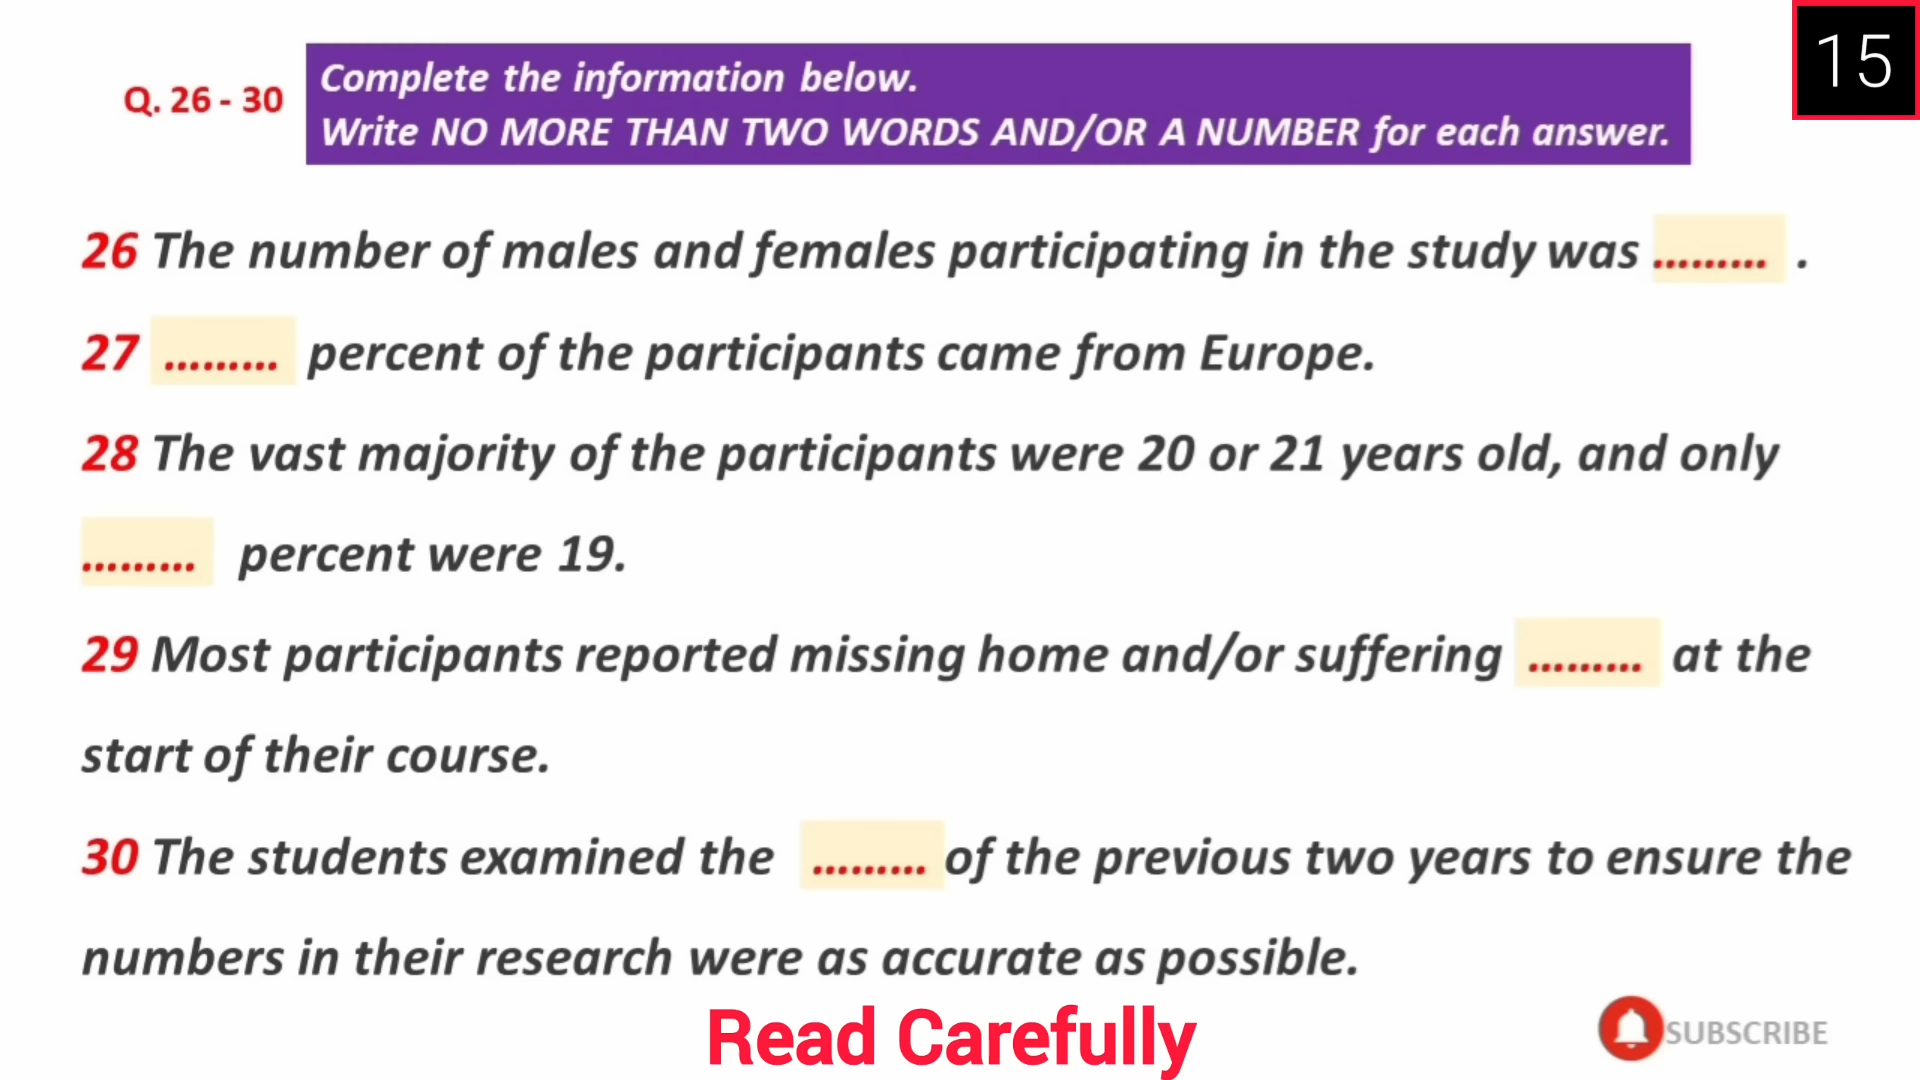 15
Q. 26 - 30
Complete the information below.
Write NO MORE THAN TWO WORDS AND/OR A NUMBER for each answer.
26 The number of males and females participating in the study was ......... .
27 ......... percent of the participants came from Europe.
28 The vast majority of the participants were 20 or 21 years old, and only
......... percent were 19.
29 Most participants reported missing home and/or suffering ......... at the
start of their course.
30 The students examined the ......... of the previous two years to ensure the
numbers in their research were as accurate as possible.
Read Carefully
SUBSCRIBE